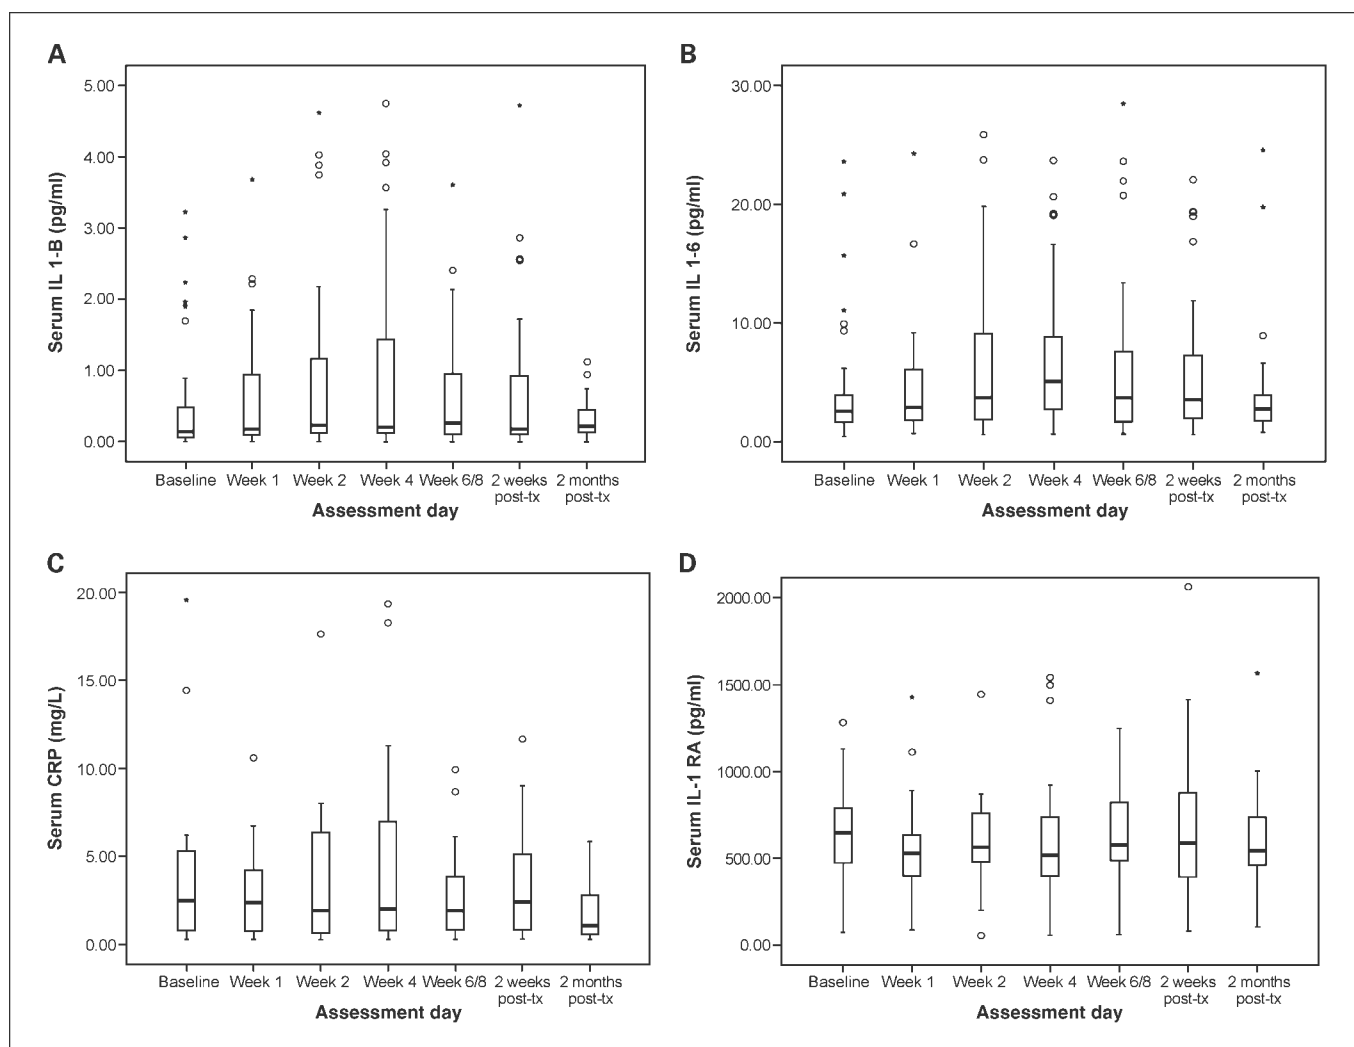 A
Serum IL 1-B (pg/ml)
5.00
4.00
3.00
2.00
1.00
0.00
Baseline Week 1 Week 2 Week 4 Week 6/8 2 weeks 2 months
post-tx post-tx
Assessment day
B
Serum IL 1-6 (pg/ml)
30.00
20.00
10.00
0.00
Baseline Week 1 Week 2 Week 4 Week 6/8 2 weeks 2 months
post-tx post-tx
Assessment day
C
Serum CRP (mg/L)
20.00
15.00
10.00
5.00
0.00
Baseline Week 1 Week 2 Week 4 Week 6/8 2 weeks 2 months
post-tx post-tx
Assessment day
D
Serum IL-1 RA (pg/ml)
2000.00
1500.00
1000.00
500.00
0.00
Baseline Week 1 Week 2 Week 4 Week 6/8 2 weeks 2 months
post-tx post-tx
Assessment day